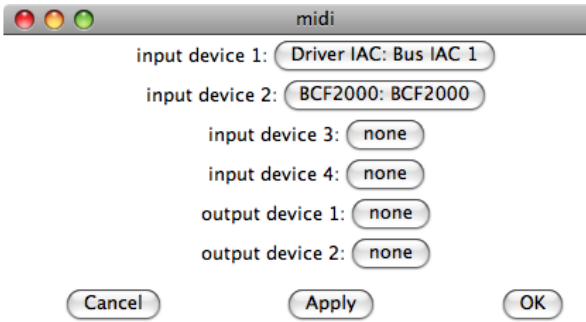 midi
input device 1: Driver IAC: Bus IAC 1
input device 2: BCF2000: BCF2000
input device 3: none
input device 4: none
output device 1: none
output device 2: none
Cancel Apply OK